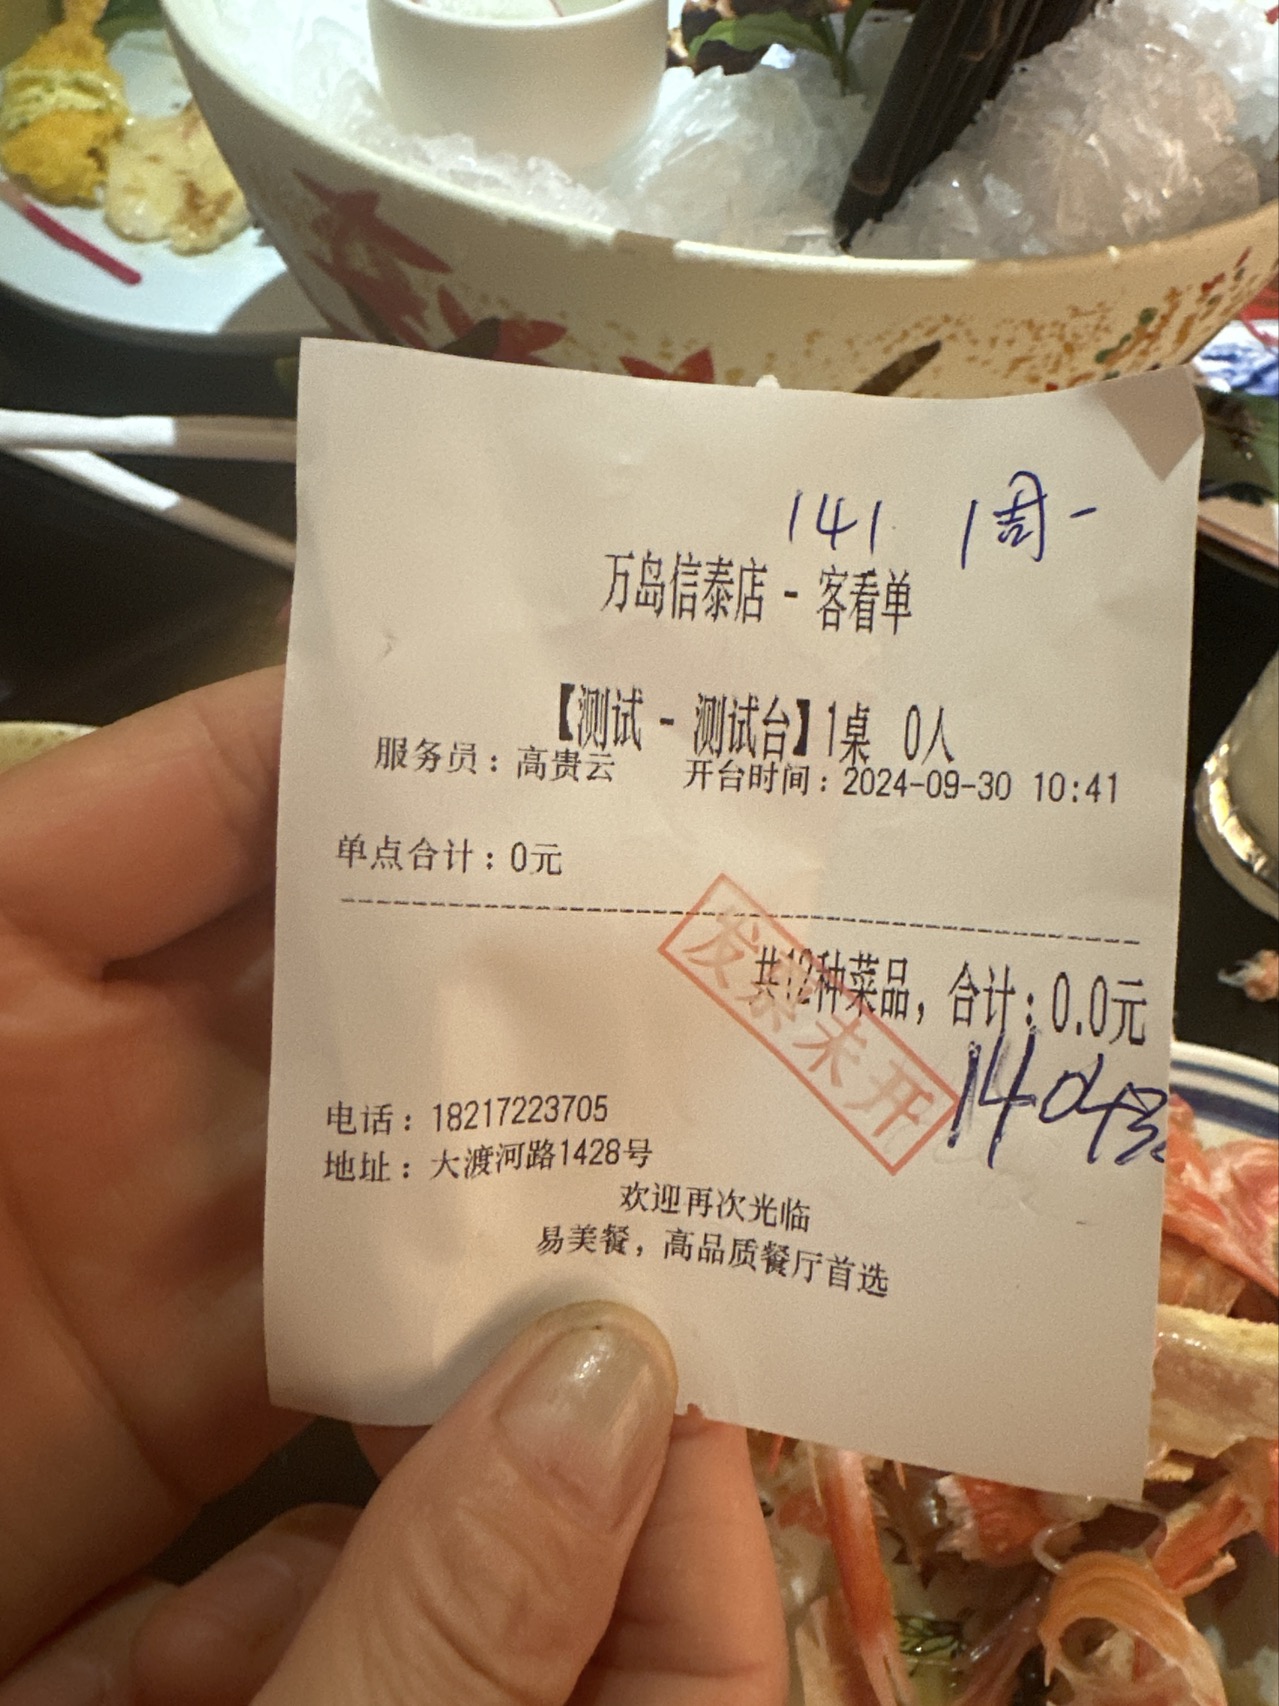 141 1周一
万岛信泰店 - 客看单
【测试 - 测试台】1桌 0人
服务员：高贵云 开台时间：2024-09-30 10:41
单点合计：0元
共12种菜品，合计：0.0元
发票未开
电话：18217223705
地址：大渡河路1428号
欢迎再次光临
易美餐，高品质餐厅首选